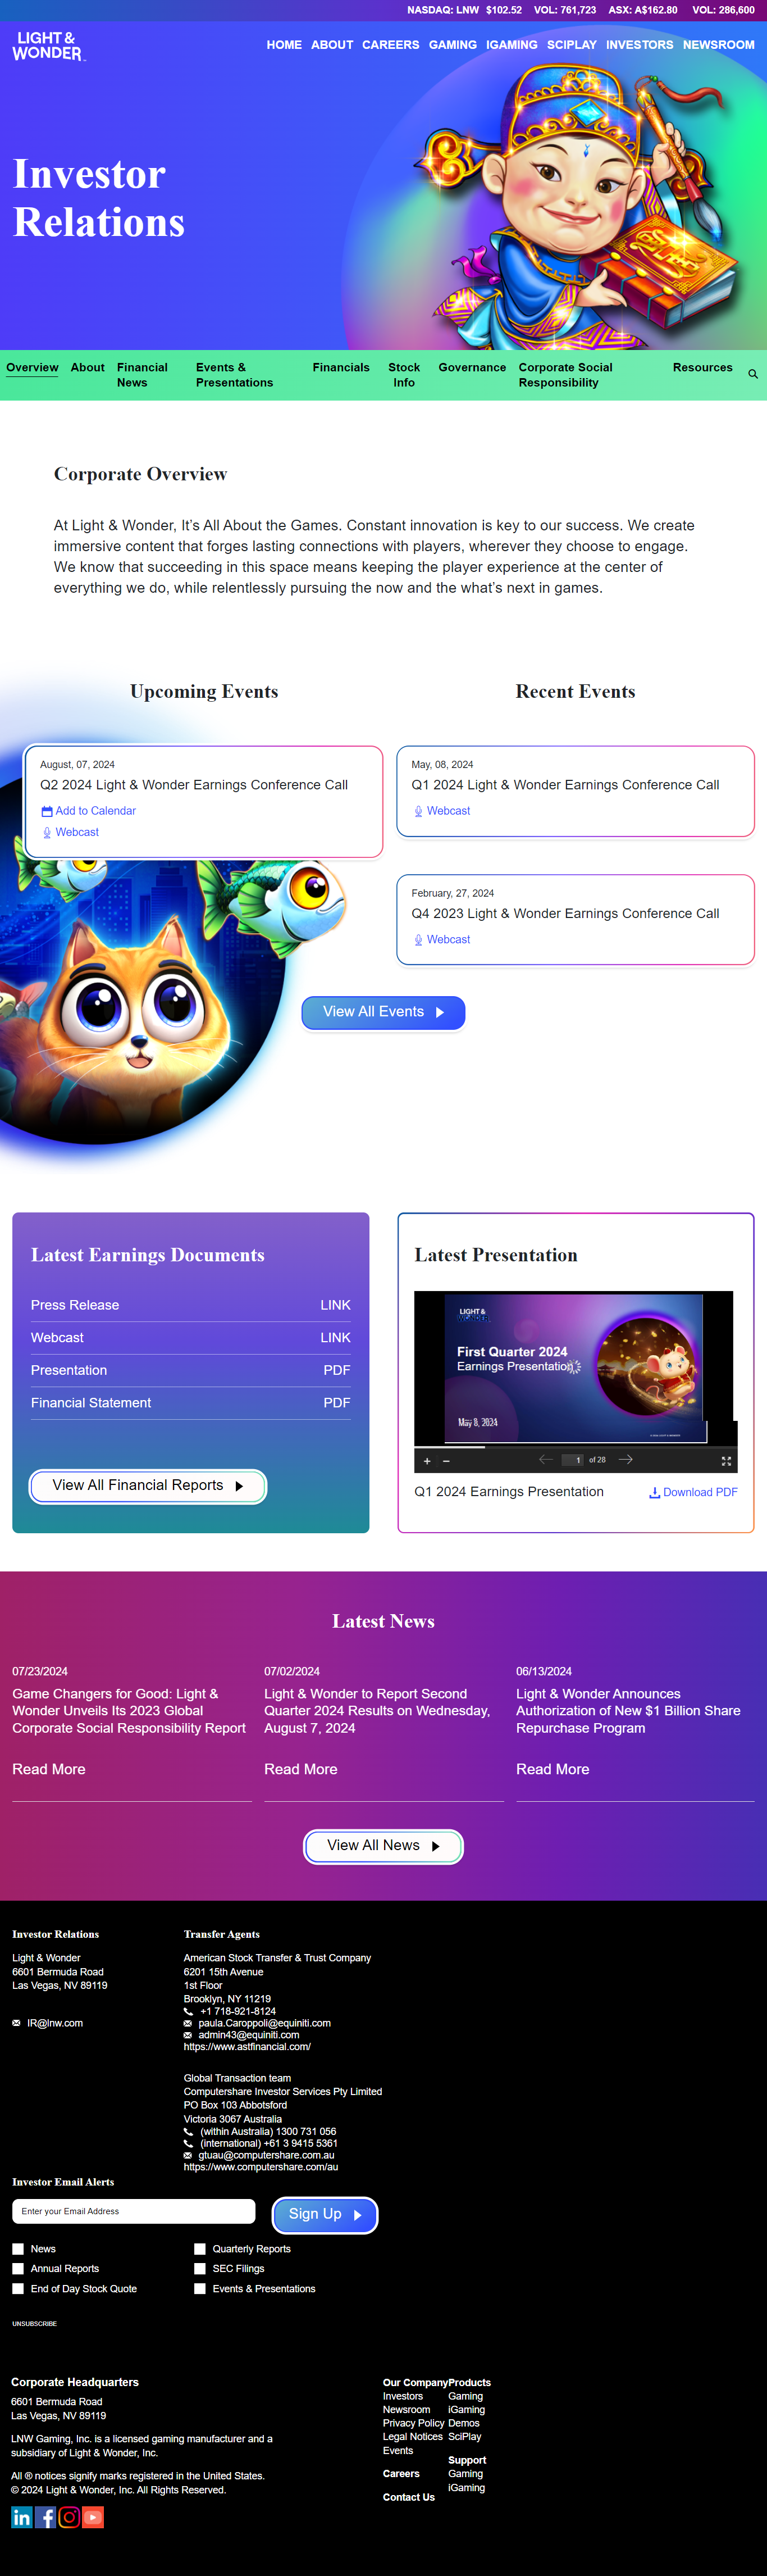 NASDAQ: LNW $102.52 VOL: 761,723 ASX: A$162.80 VOL: 286,600
LIGHT &
WONDER
HOME ABOUT CAREERS GAMING IGAMING SCIPLAY INVESTORS NEWSROOM
Investor
Relations
Overview About Financial News Events & Presentations Financials Stock Info Governance Corporate Social Responsibility Resources
Corporate Overview
At Light & Wonder, It's All About the Games. Constant innovation is key to our success. We create
immersive content that forges lasting connections with players, wherever they choose to engage.
We know that succeeding in this space means keeping the player experience at the center of
everything we do, while relentlessly pursuing the now and the what's next in games.
Upcoming Events
August, 07, 2024
Q2 2024 Light & Wonder Earnings Conference Call
Add to Calendar
Webcast
Recent Events
May, 08, 2024
Q1 2024 Light & Wonder Earnings Conference Call
Webcast
February, 27, 2024
Q4 2023 Light & Wonder Earnings Conference Call
Webcast
View All Events
Latest Earnings Documents
Press Release LINK
Webcast LINK
Presentation PDF
Financial Statement PDF
View All Financial Reports
Latest Presentation
LIGHT &
WONDER
First Quarter 2024
Earnings Presentation
May 8, 2024
1 of 28
Q1 2024 Earnings Presentation
Download PDF
Latest News
07/23/2024
Game Changers for Good: Light &
Wonder Unveils Its 2023 Global
Corporate Social Responsibility Report
Read More
07/02/2024
Light & Wonder to Report Second
Quarter 2024 Results on Wednesday,
August 7, 2024
Read More
06/13/2024
Light & Wonder Announces
Authorization of New $1 Billion Share
Repurchase Program
Read More
View All News
Investor Relations
Light & Wonder
6601 Bermuda Road
Las Vegas, NV 89119
IR@lnw.com
Transfer Agents
American Stock Transfer & Trust Company
6201 15th Avenue
1st Floor
Brooklyn, NY 11219
+1 718-921-8124
paula.Caroppoli@equiniti.com
admin43@equiniti.com
https://www.astfinancial.com/
Global Transaction team
Computershare Investor Services Pty Limited
PO Box 103 Abbotsford
Victoria 3067 Australia
(within Australia) 1300 731 056
(international) +61 3 9415 5361
gtuau@computershare.com.au
https://www.computershare.com/au
Investor Email Alerts
Enter your Email Address
Sign Up
News
Quarterly Reports
Annual Reports
SEC Filings
End of Day Stock Quote
Events & Presentations
UNSUBSCRIBE
Corporate Headquarters
6601 Bermuda Road
Las Vegas, NV 89119
LNW Gaming, Inc. is a licensed gaming manufacturer and a
subsidiary of Light & Wonder, Inc.
All ® notices signify marks registered in the United States.
© 2024 Light & Wonder, Inc. All Rights Reserved.
Our Company
Investors
Newsroom
Privacy Policy
Legal Notices
Events
Careers
Contact Us
Products
Gaming
iGaming
Demos
SciPlay
Support
Gaming
iGaming